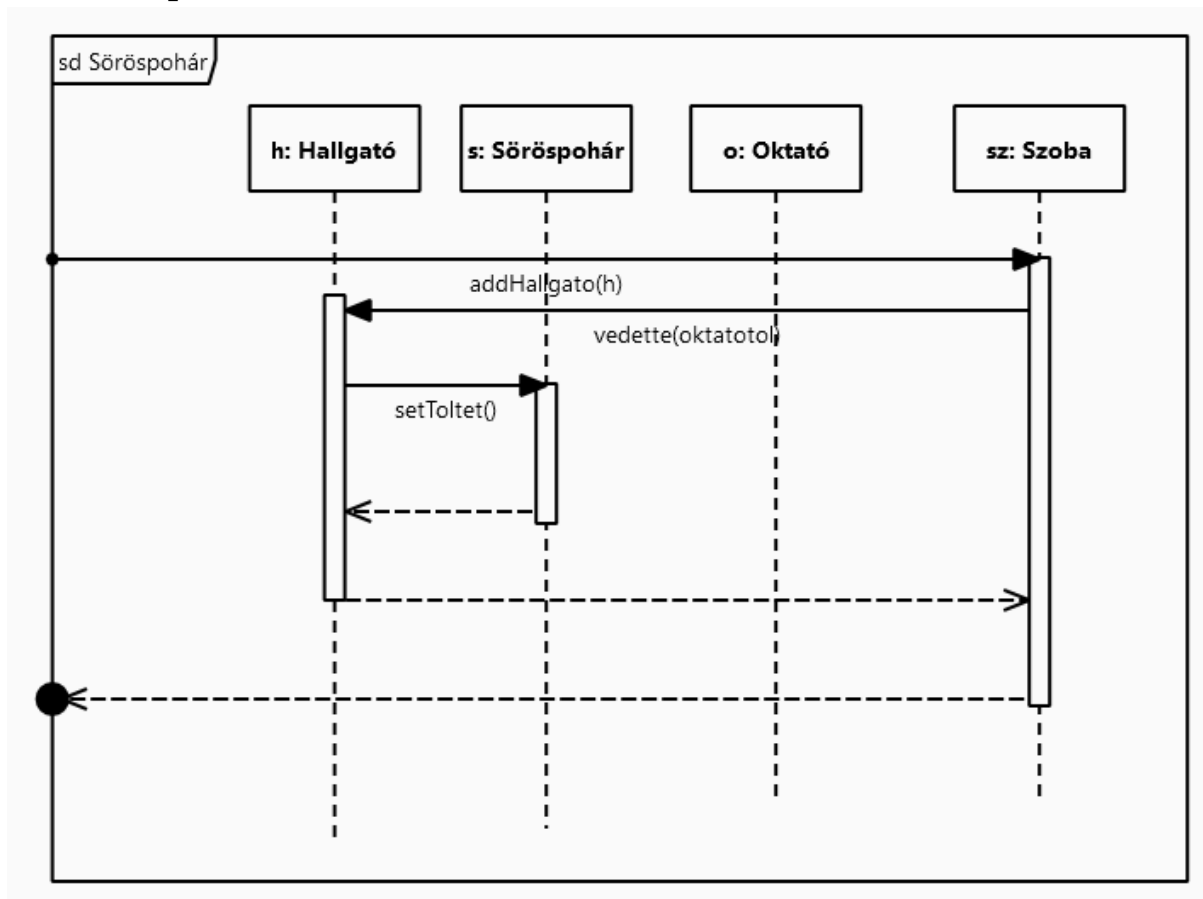 sd Söröspohár
h: Hallgató
s: Söröspohár
o: Oktató
sz: Szoba
addHallgato(h)
vedette(oktatotol)
setToltet()